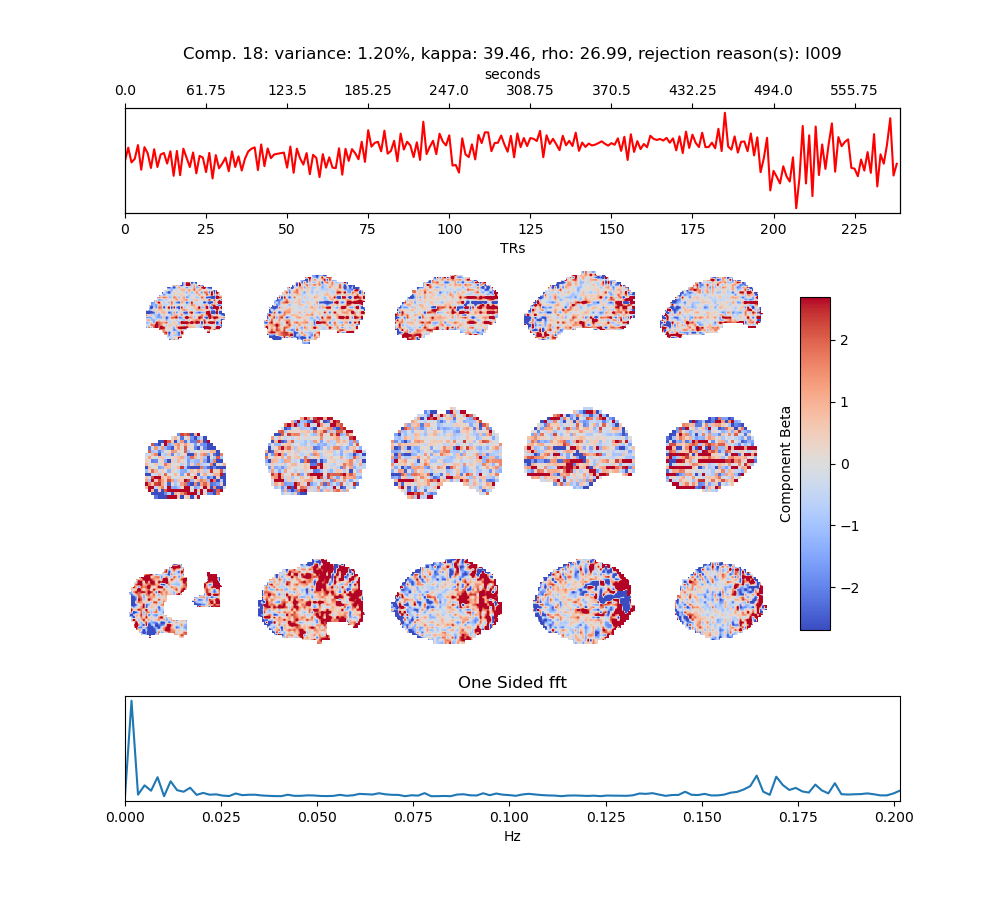 Comp. 18: variance: 1.20%, kappa: 39.46, rho: 26.99, rejection reason(s): I009
seconds
0.0 61.75 123.5 185.25 247.0 308.75 370.5 432.25 494.0 555.75
0 25 50 75 100 125 150 175 200 225
TRs
2
1
0
−1
−2
Component Beta
One Sided fft
0.000 0.025 0.050 0.075 0.100 0.125 0.150 0.175 0.200
Hz